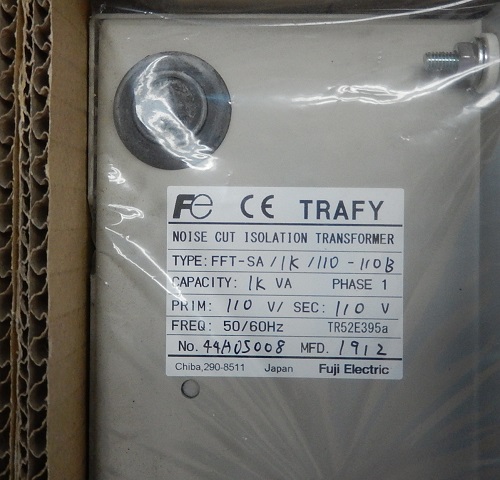 Fe CE TRAFY
NOISE CUT ISOLATION TRANSFORMER
TYPE: FFT-SA/1K/110-110B
CAPACITY: 1K VA PHASE 1
PRIM: 110 V/ SEC: 110 V
FREQ: 50/60Hz TR52E395a
No. 44A05008 MFD. 1912
Chiba, 290-8511 Japan Fuji Electric